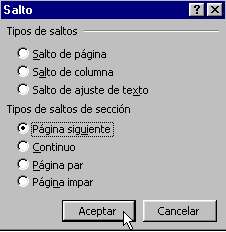 Salto
Tipos de saltos
Salto de página
Salto de columna
Salto de ajuste de texto
Tipos de saltos de sección
Página siguiente
Continuo
Página par
Página impar
Aceptar Cancelar